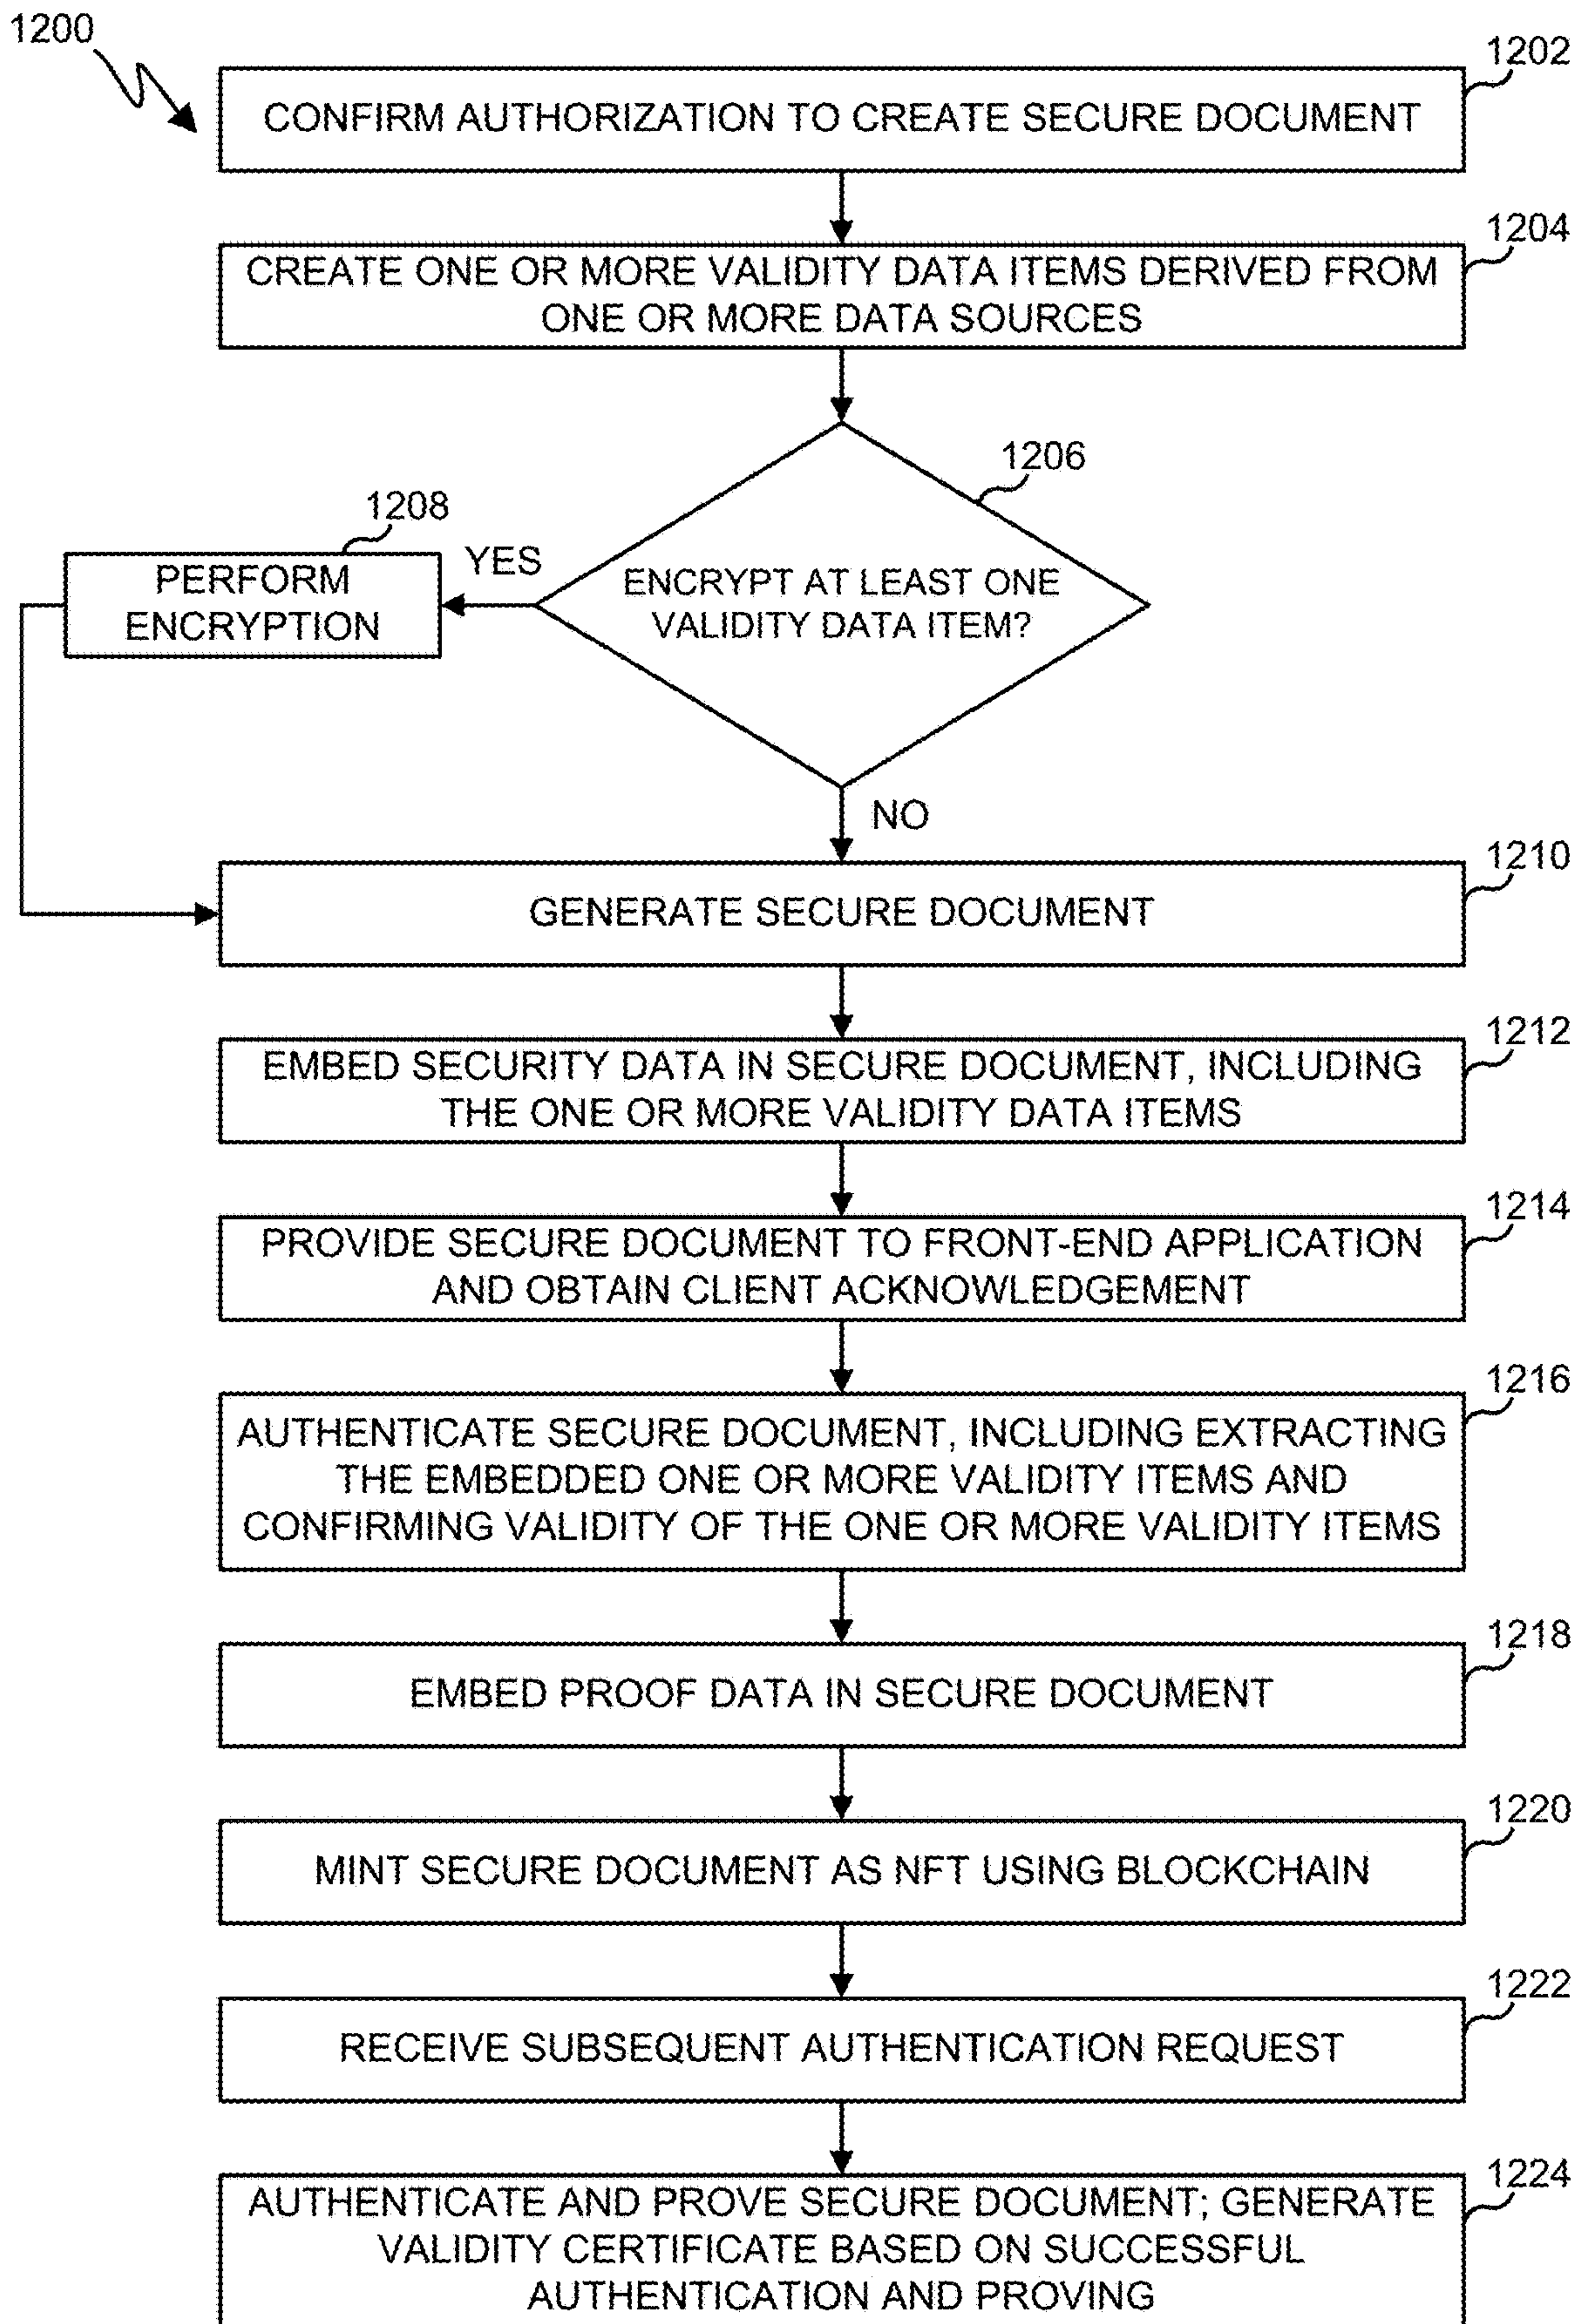 1200
1202
CONFIRM AUTHORIZATION TO CREATE SECURE DOCUMENT
1204
CREATE ONE OR MORE VALIDITY DATA ITEMS DERIVED FROM
ONE OR MORE DATA SOURCES
1206
ENCRYPT AT LEAST ONE
VALIDITY DATA ITEM?
YES
1208
PERFORM
ENCRYPTION
NO
1210
GENERATE SECURE DOCUMENT
1212
EMBED SECURITY DATA IN SECURE DOCUMENT, INCLUDING
THE ONE OR MORE VALIDITY DATA ITEMS
1214
PROVIDE SECURE DOCUMENT TO FRONT-END APPLICATION
AND OBTAIN CLIENT ACKNOWLEDGEMENT
1216
AUTHENTICATE SECURE DOCUMENT, INCLUDING EXTRACTING
THE EMBEDDED ONE OR MORE VALIDITY ITEMS AND
CONFIRMING VALIDITY OF THE ONE OR MORE VALIDITY ITEMS
1218
EMBED PROOF DATA IN SECURE DOCUMENT
1220
MINT SECURE DOCUMENT AS NFT USING BLOCKCHAIN
1222
RECEIVE SUBSEQUENT AUTHENTICATION REQUEST
1224
AUTHENTICATE AND PROVE SECURE DOCUMENT; GENERATE
VALIDITY CERTIFICATE BASED ON SUCCESSFUL
AUTHENTICATION AND PROVING